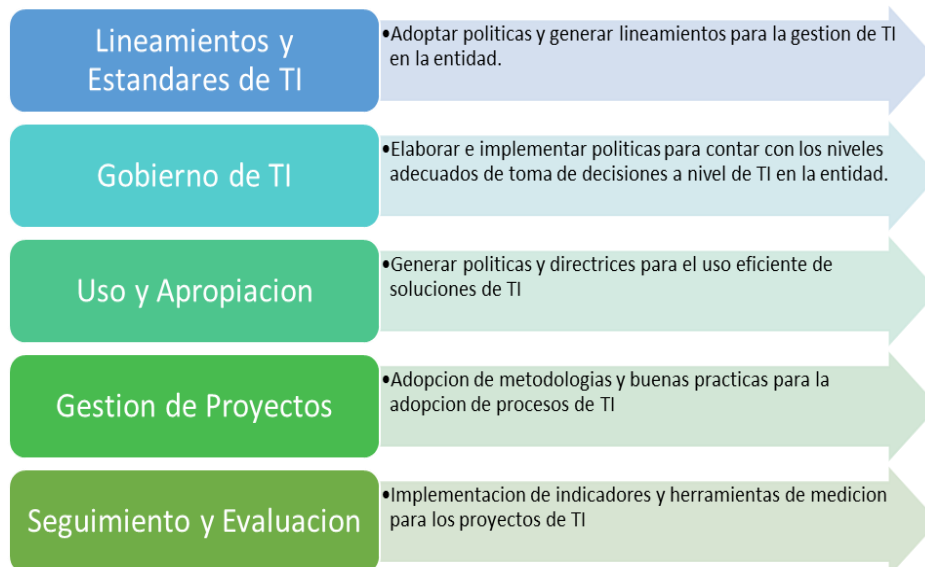 Lineamientos y
Estandares de TI
•Adoptar politicas y generar lineamientos para la gestion de TI
en la entidad.
Gobierno de TI
•Elaborar e implementar politicas para contar con los niveles
adecuados de toma de decisiones a nivel de TI en la entidad.
Uso y Apropiacion
•Generar politicas y directrices para el uso eficiente de
soluciones de TI
Gestion de Proyectos
•Adopcion de metodologias y buenas practicas para la
adopcion de procesos de TI
Seguimiento y Evaluacion
•Implementacion de indicadores y herramientas de medicion
para los proyectos de TI